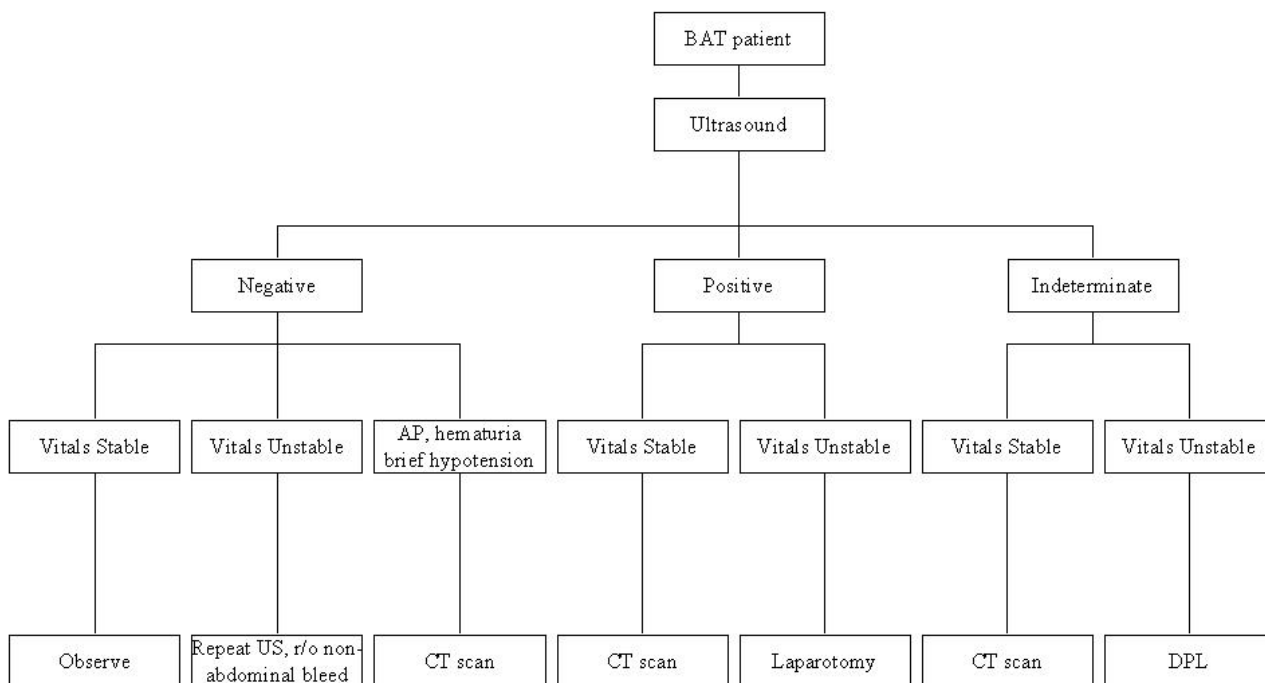 BAT patient
Ultrasound
Negative
Positive
Indeterminate
Vitals Stable
Vitals Unstable
AP, hematuria
brief hypotension
Vitals Stable
Vitals Unstable
Vitals Stable
Vitals Unstable
Observe
Repeat US, r/o non-
abdominal bleed
CT scan
CT scan
Laparotomy
CT scan
DPL